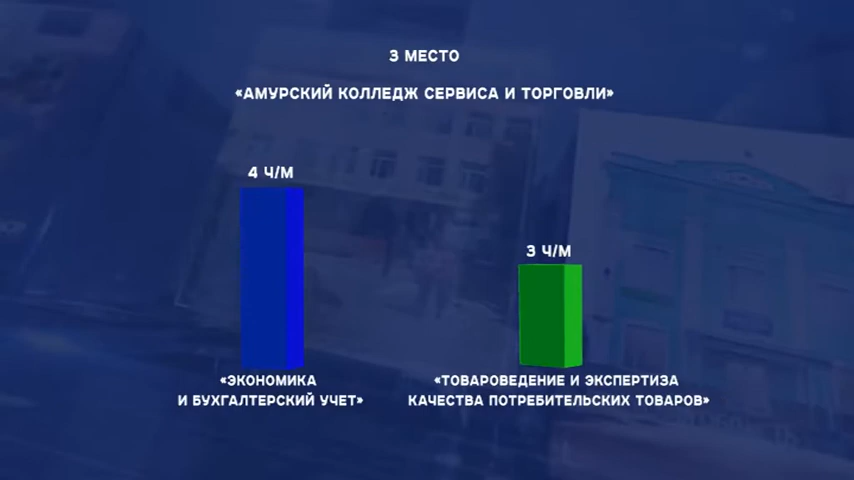 3 МЕСТО
«АМУРСКИЙ КОЛЛЕДЖ СЕРВИСА И ТОРГОВЛИ»
4 Ч/М
3 Ч/М
«ЭКОНОМИКА
И БУХГАЛТЕРСКИЙ УЧЕТ»
«ТОВАРОВЕДЕНИЕ И ЭКСПЕРТИЗА
КАЧЕСТВА ПОТРЕБИТЕЛЬСКИХ ТОВАРОВ»